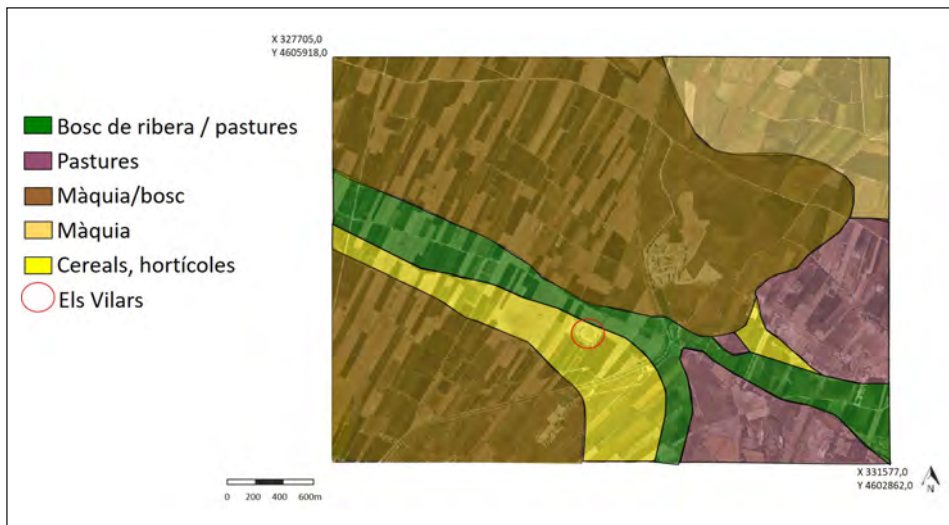 X 327705,0
Y 4605918,0
Bosc de ribera / pastures
Pastures
Màquia/bosc
Màquia
Cereals, hortícoles
Els Vilars
X 331577,0
Y 4602862,0
0 200 400 600m
N